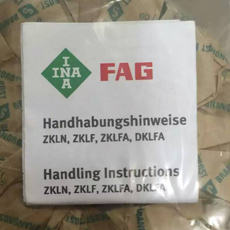 INA FAG
Handhabungshinweise
ZKLN, ZKLF, ZKLFA, DKLFA
Handling Instructions
ZKLN, ZKLF, ZKLFA, DKLFA